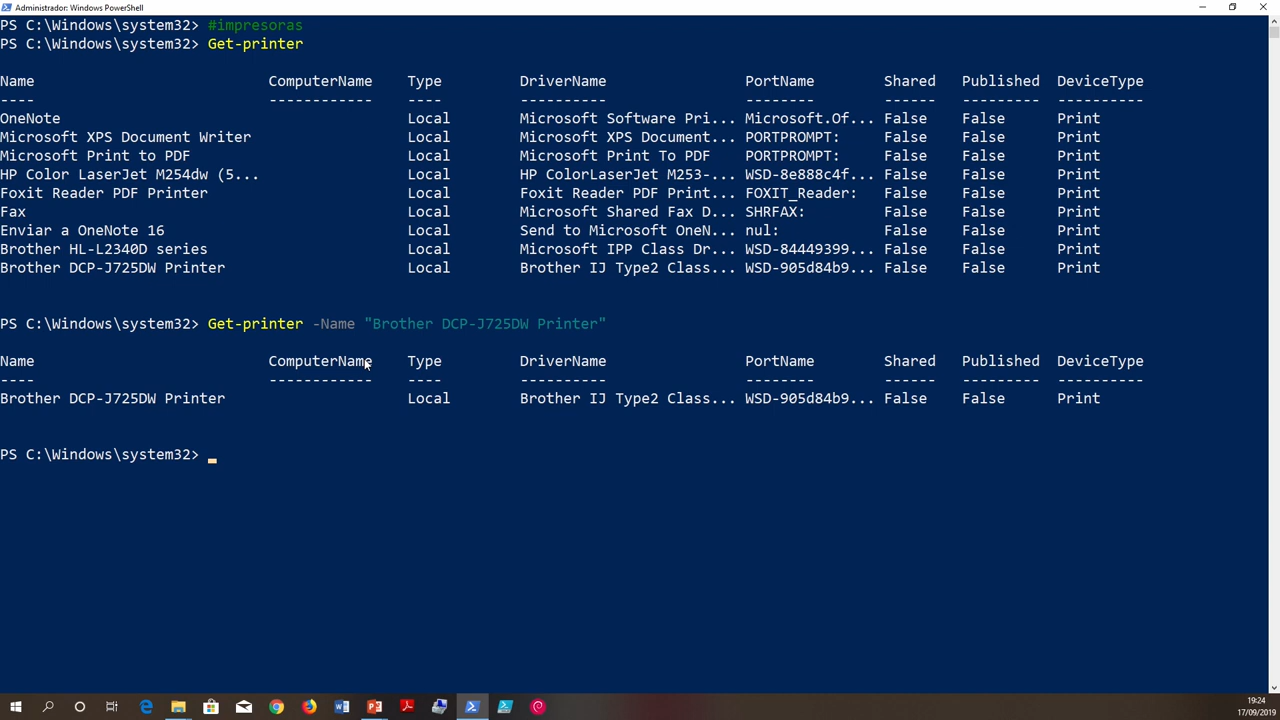 Administrador: Windows PowerShell
PS C:\Windows\system32> #impresoras
PS C:\Windows\system32> Get-printer
Name ComputerName Type DriverName PortName Shared Published DeviceType
---- ------------ ---- ---------- -------- ------ --------- ----------
OneNote Local Microsoft Software Pri... Microsoft.Of... False False Print
Microsoft XPS Document Writer Local Microsoft XPS Document... PORTPROMPT: False False Print
Microsoft Print to PDF Local Microsoft Print To PDF PORTPROMPT: False False Print
HP Color LaserJet M254dw (5... Local HP ColorLaserJet M253-... WSD-8e888c4f... False False Print
Foxit Reader PDF Printer Local Foxit Reader PDF Print... FOXIT_Reader: False False Print
Fax Local Microsoft Shared Fax D... SHRFAX: False False Print
Enviar a OneNote 16 Local Send to Microsoft OneN... nul: False False Print
Brother HL-L2340D series Local Microsoft IPP Class Dr... WSD-84449399... False False Print
Brother DCP-J725DW Printer Local Brother IJ Type2 Class... WSD-905d84b9... False False Print
PS C:\Windows\system32> Get-printer -Name "Brother DCP-J725DW Printer"
Name ComputerName Type DriverName PortName Shared Published DeviceType
---- ------------ ---- ---------- -------- ------ --------- ----------
Brother DCP-J725DW Printer Local Brother IJ Type2 Class... WSD-905d84b9... False False Print
PS C:\Windows\system32>
19:24
17/09/2019